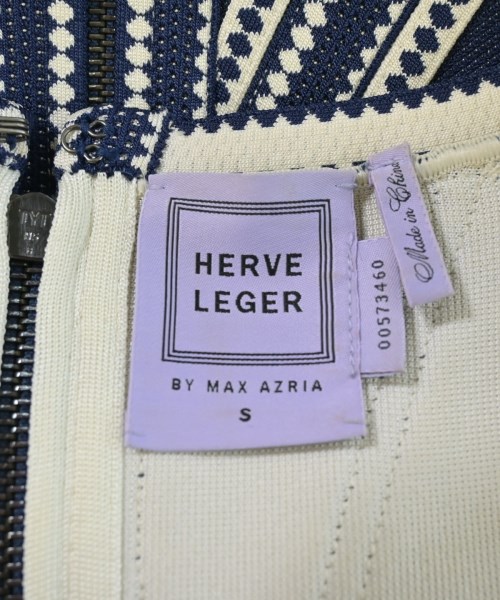 HERVE
LEGER
BY MAX AZRIA
S
00573460
Made in China